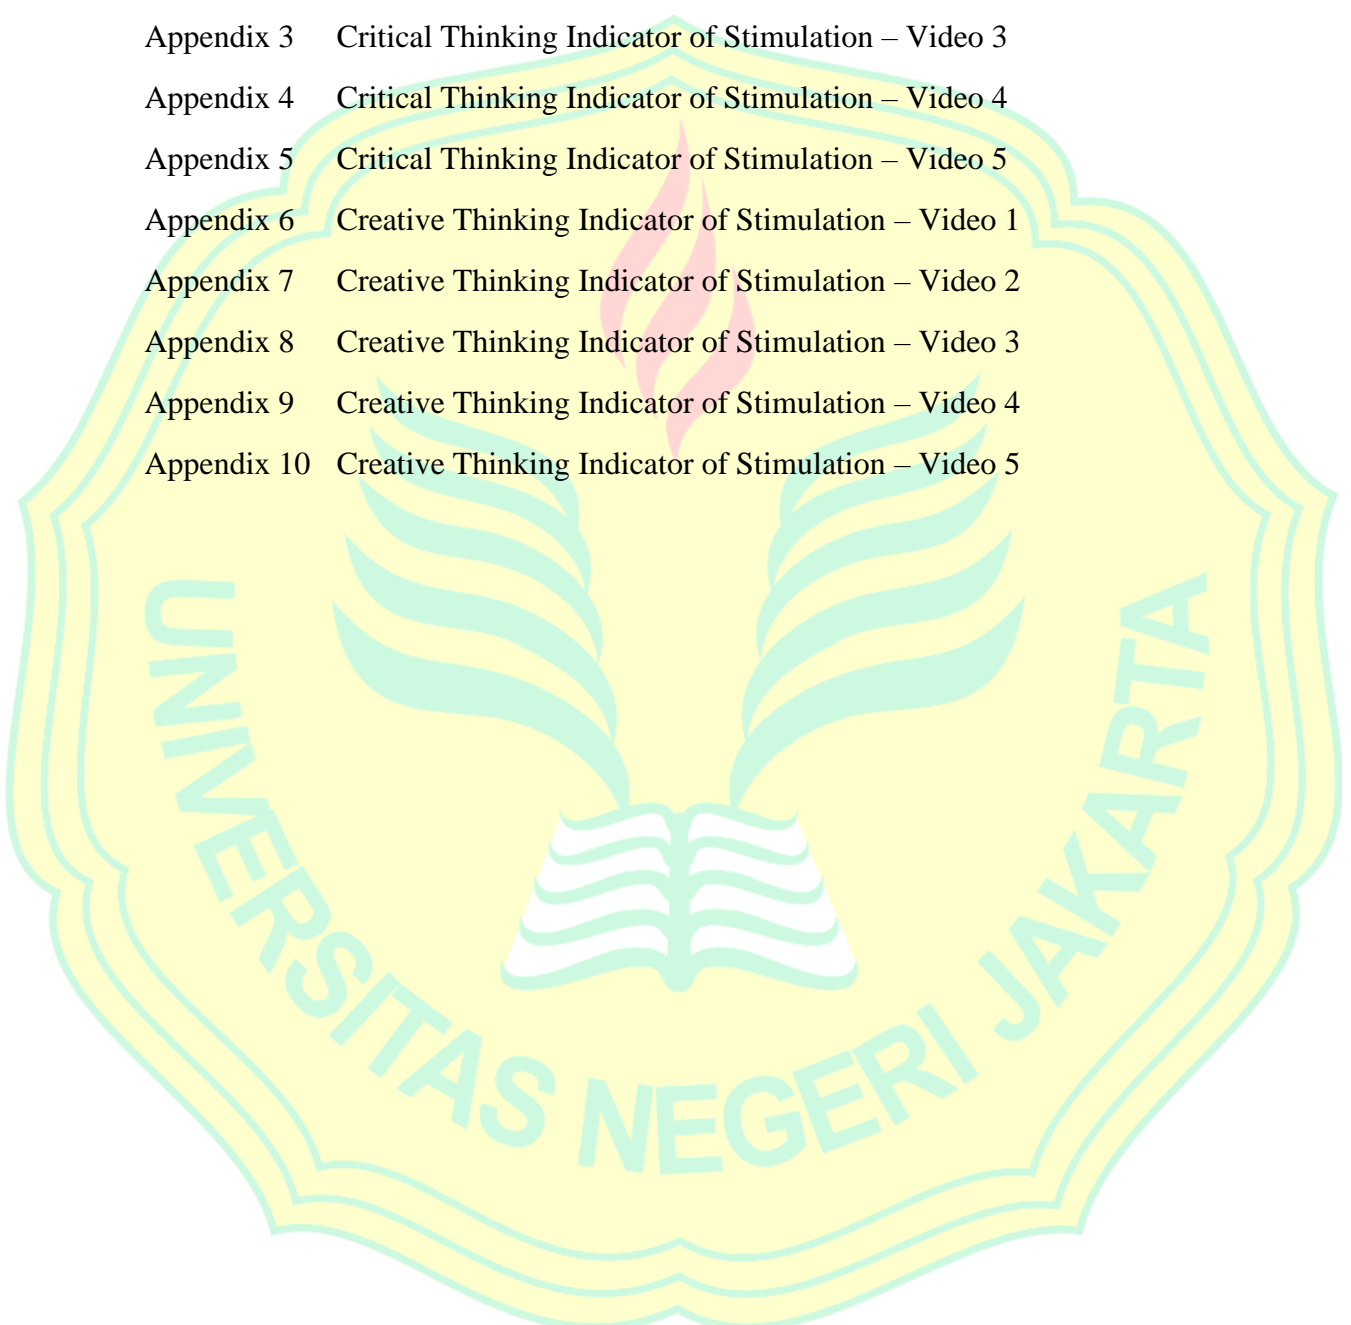 Appendix 3 Critical Thinking Indicator of Stimulation – Video 3
Appendix 4 Critical Thinking Indicator of Stimulation – Video 4
Appendix 5 Critical Thinking Indicator of Stimulation – Video 5
Appendix 6 Creative Thinking Indicator of Stimulation – Video 1
Appendix 7 Creative Thinking Indicator of Stimulation – Video 2
Appendix 8 Creative Thinking Indicator of Stimulation – Video 3
Appendix 9 Creative Thinking Indicator of Stimulation – Video 4
Appendix 10 Creative Thinking Indicator of Stimulation – Video 5
UNIVERSITAS NEGERI JAKARTA